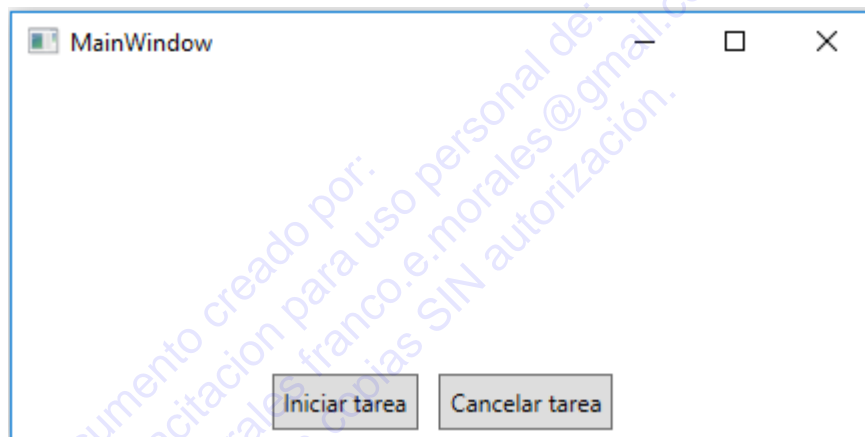 MainWindow
Iniciar tarea
Cancelar tarea
creado por:
para uso personal de:
franco.e.morales@gmail.c
copias SIN autorización.